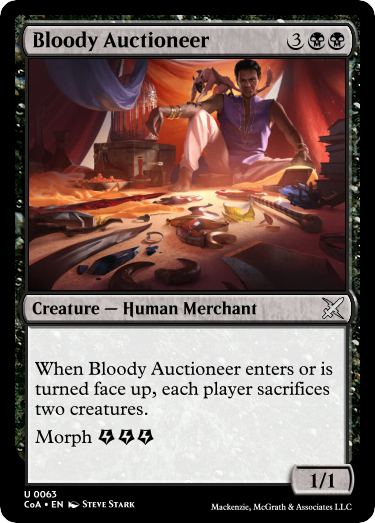 Bloody Auctioneer 3
Creature — Human Merchant
When Bloody Auctioneer enters or is
turned face up, each player sacrifices
two creatures.
Morph
1/1
U 0063
CoA • EN Steve Stark
Mackenzie, McGrath & Associates LLC